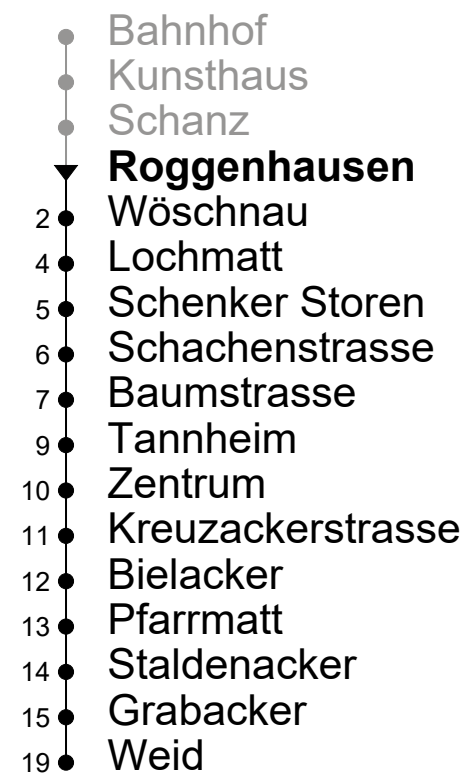 Bahnhof
Kunsthaus
Schanz
Roggenhausen
2 Wöschnau
4 Lochmatt
5 Schenker Storen
6 Schachenstrasse
7 Baumstrasse
9 Tannheim
10 Zentrum
11 Kreuzackerstrasse
12 Bielacker
13 Pfarrmatt
14 Staldenacker
15 Grabacker
19 Weid